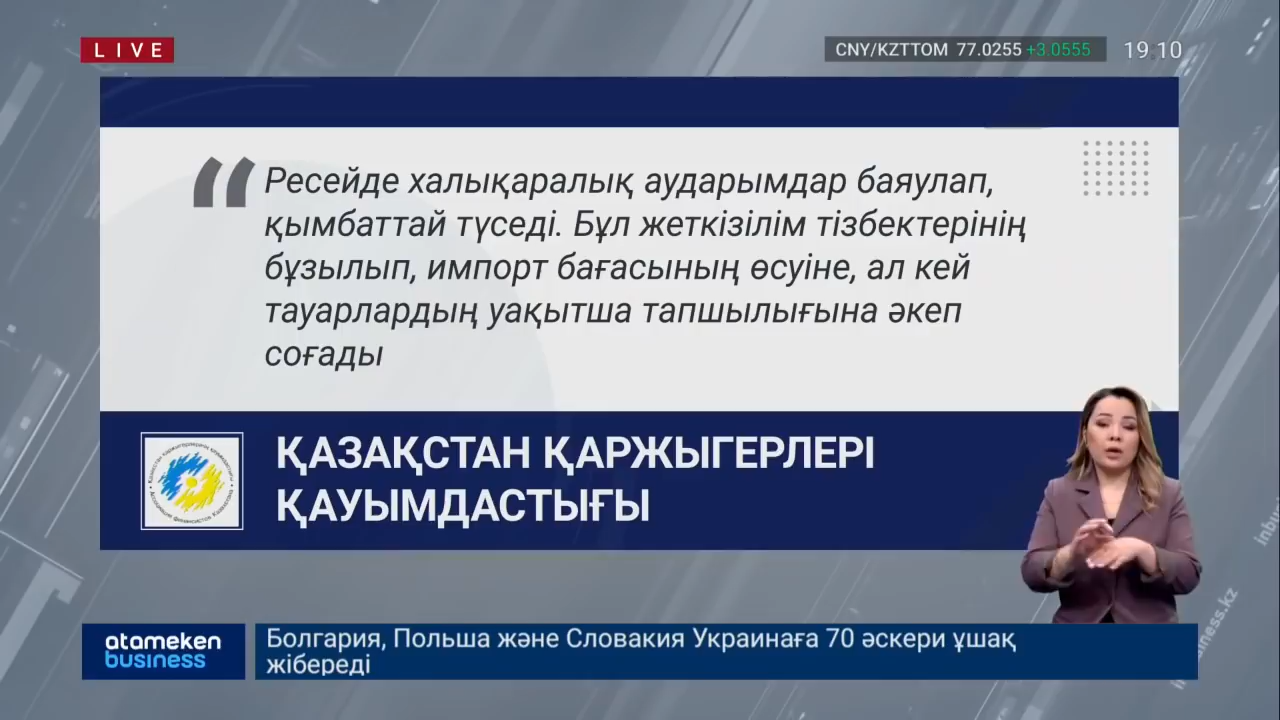 LIVE
CNY/KZTTOM 77.0255 +3.0555
19:10
Ресейде халықаралық аударымдар баяулап,
қымбаттай түседі. Бұл жеткізілім тізбектерінің
бұзылып, импорт бағасының өсуіне, ал кей
тауарлардың уақытша тапшылығына әкеп
соғады
ҚАЗАҚСТАН ҚАРЖЫГЕРЛЕРІ
ҚАУЫМДАСТЫҒЫ
atameken
business
Болгария, Польша және Словакия Украинаға 70 әскери ұшақ
жібереді